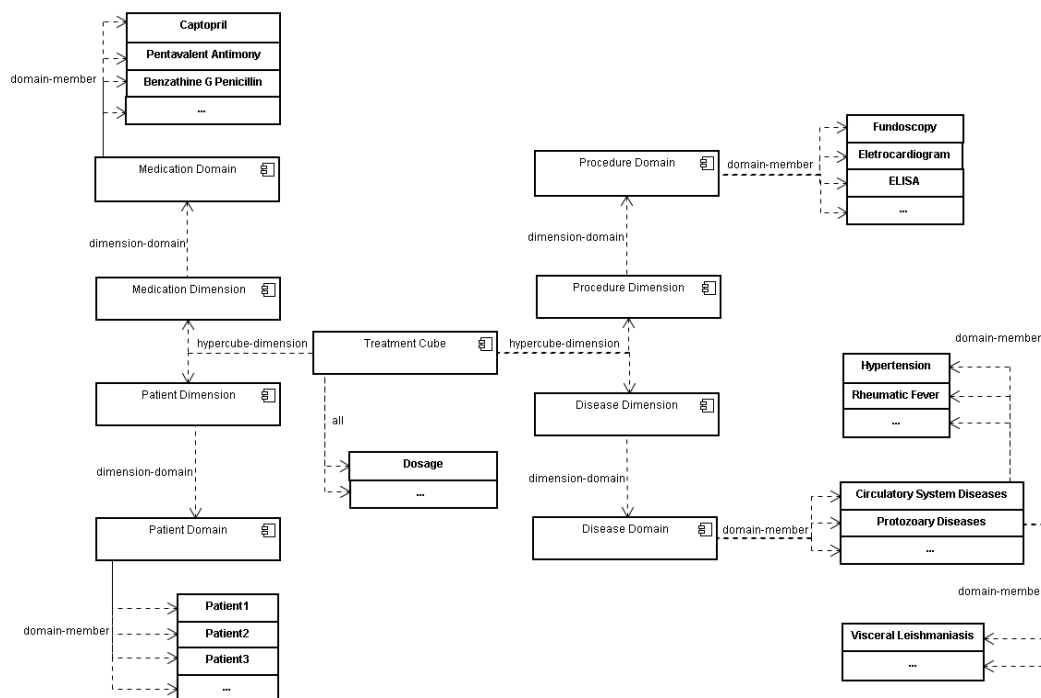 Captopril
Pentavalent Antimony
domain-member
Benzathine G Penicillin
...
Medication Domain
dimension-domain
Medication Dimension
hypercube-dimension
Patient Dimension
dimension-domain
Patient Domain
domain-member
Patient1
Patient2
Patient3
...
Treatment Cube
all
Dosage
...
Procedure Domain
domain-member
Fundoscopy
Eletrocardiogram
ELISA
...
dimension-domain
Procedure Dimension
hypercube-dimension
Disease Dimension
dimension-domain
Disease Domain
domain-member
domain-member
Hypertension
Rheumatic Fever
...
Circulatory System Diseases
Protozoary Diseases
...
domain-membe
Visceral Leishmaniasis
...